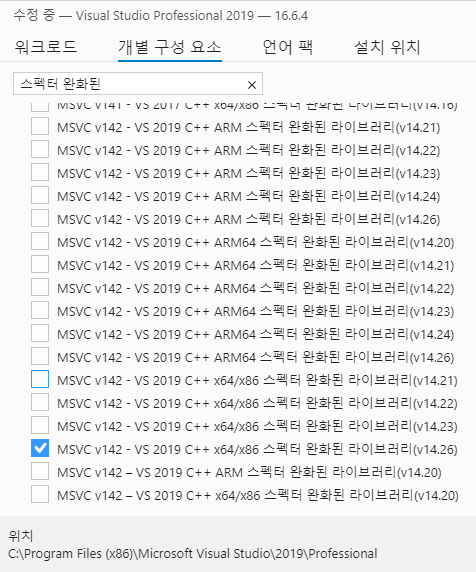 수정 중 — Visual Studio Professional 2019 — 16.6.4
워크로드 개별 구성 요소 언어 팩 설치 위치
스펙터 완화된
MSVC v141 - VS 2017 C++ x64/x86 스펙터 완화된 라이브러리(v14.16)
MSVC v142 - VS 2019 C++ ARM 스펙터 완화된 라이브러리(v14.21)
MSVC v142 - VS 2019 C++ ARM 스펙터 완화된 라이브러리(v14.22)
MSVC v142 - VS 2019 C++ ARM 스펙터 완화된 라이브러리(v14.23)
MSVC v142 - VS 2019 C++ ARM 스펙터 완화된 라이브러리(v14.24)
MSVC v142 - VS 2019 C++ ARM 스펙터 완화된 라이브러리(v14.26)
MSVC v142 - VS 2019 C++ ARM64 스펙터 완화된 라이브러리(v14.20)
MSVC v142 - VS 2019 C++ ARM64 스펙터 완화된 라이브러리(v14.21)
MSVC v142 - VS 2019 C++ ARM64 스펙터 완화된 라이브러리(v14.22)
MSVC v142 - VS 2019 C++ ARM64 스펙터 완화된 라이브러리(v14.23)
MSVC v142 - VS 2019 C++ ARM64 스펙터 완화된 라이브러리(v14.24)
MSVC v142 - VS 2019 C++ ARM64 스펙터 완화된 라이브러리(v14.26)
MSVC v142 - VS 2019 C++ x64/x86 스펙터 완화된 라이브러리(v14.21)
MSVC v142 - VS 2019 C++ x64/x86 스펙터 완화된 라이브러리(v14.22)
MSVC v142 - VS 2019 C++ x64/x86 스펙터 완화된 라이브러리(v14.23)
MSVC v142 - VS 2019 C++ x64/x86 스펙터 완화된 라이브러리(v14.26)
MSVC v142 – VS 2019 C++ ARM 스펙터 완화된 라이브러리(v14.20)
MSVC v142 – VS 2019 C++ x64/x86 스펙터 완화된 라이브러리(v14.20)
위치
C:\Program Files (x86)\Microsoft Visual Studio\2019\Professional